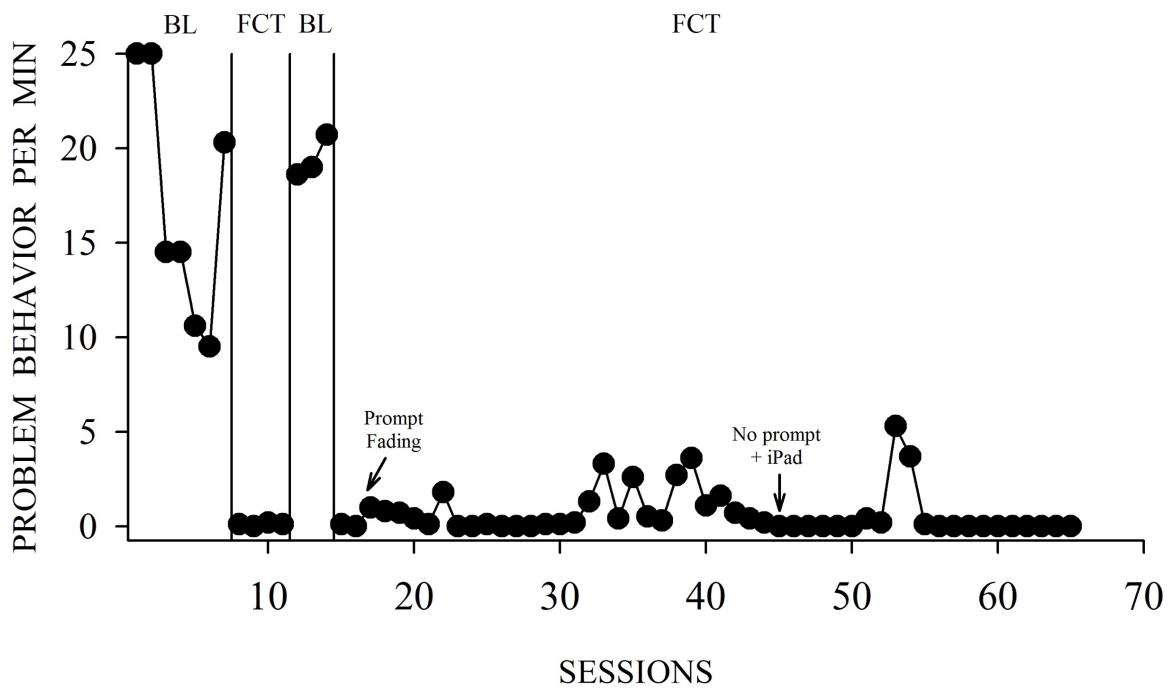 BL FCT BL FCT
PROBLEM BEHAVIOR PER MIN
25
20
15
10
5
0
Prompt
Fading
No prompt
+ iPad
10 20 30 40 50 60 70
SESSIONS